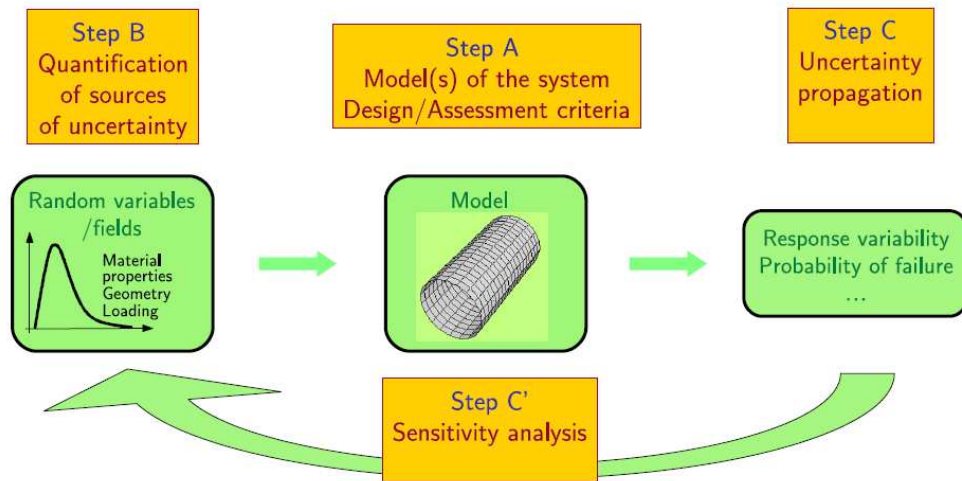 Step B
Quantification
of sources
of uncertainty
Step A
Model(s) of the system
Design/Assessment criteria
Step C
Uncertainty
propagation
Random variables
/fields
Material
properties
Geometry
Loading
Model
Response variability
Probability of failure
...
Step C'
Sensitivity analysis